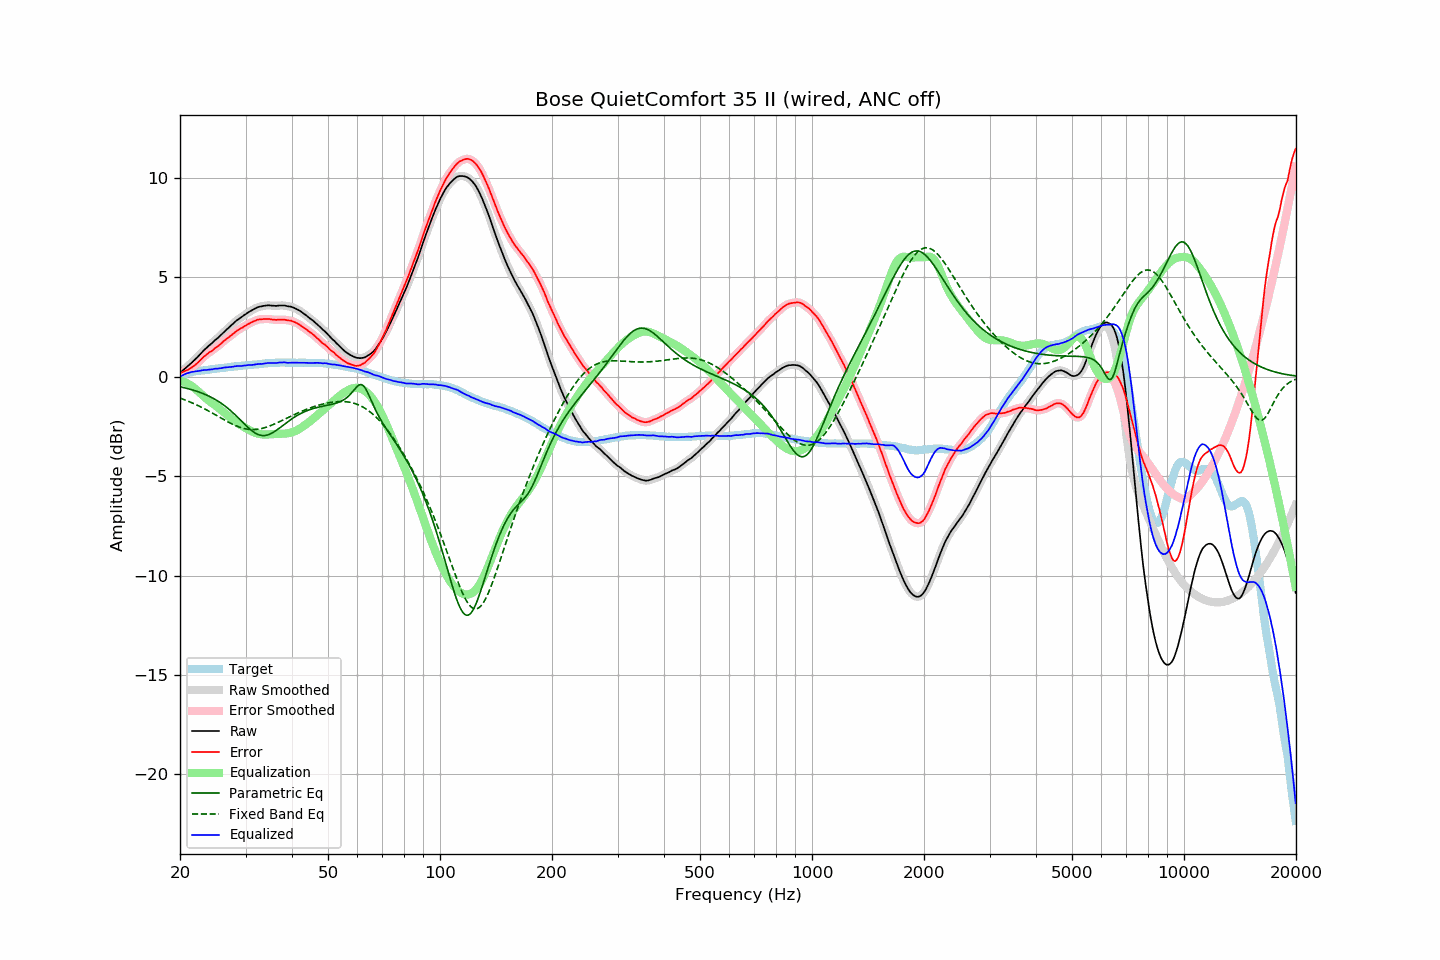 Bose QuietComfort 35 II (wired, ANC off)
10
5
0
−5
−10
−15
−20
Amplitude (dBr)
Target
Raw Smoothed
Error Smoothed
Raw
Error
Equalization
Parametric Eq
Fixed Band Eq
Equalized
20 50 100 200 500 1000 2000 5000 10000 20000
Frequency (Hz)